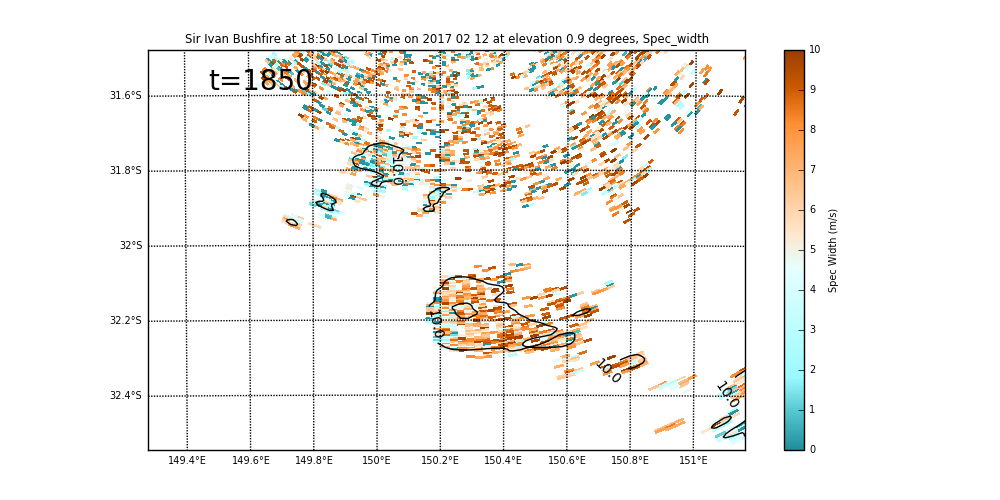 Sir Ivan Bushfire at 18:50 Local Time on 2017 02 12 at elevation 0.9 degrees, Spec_width
t=1850
31.6°S
31.8°S
32°S
32.2°S
32.4°S
149.4°E 149.6°E 149.8°E 150°E 150.2°E 150.4°E 150.6°E 150.8°E 151°E
10.0
10.0
10.0
10.0
10
9
8
7
6
5
4
3
2
1
0
Spec Width (m/s)